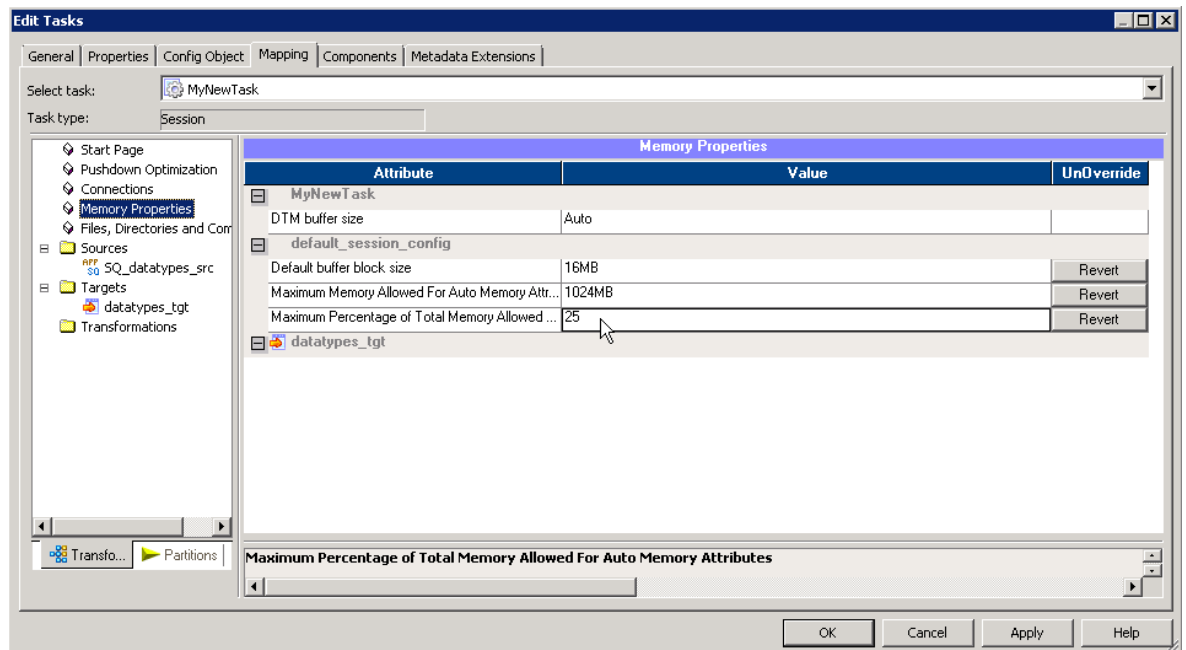 Edit Tasks
General Properties Config Object Mapping Components Metadata Extensions
Select task: MyNewTask
Task type: Session
Start Page
Pushdown Optimization
Connections
Memory Properties
Files, Directories and Com
Sources
SQ_datatypes_src
Targets
datatypes_tgt
Transformations
Transfo... Partitions
Memory Properties
Attribute Value UnOverride
MyNewTask
DTM buffer size Auto
default_session_config
Default buffer block size 16MB Revert
Maximum Memory Allowed For Auto Memory Attr... 1024MB Revert
Maximum Percentage of Total Memory Allowed ... 25 Revert
datatypes_tgt
Maximum Percentage of Total Memory Allowed For Auto Memory Attributes
OK Cancel Apply Help